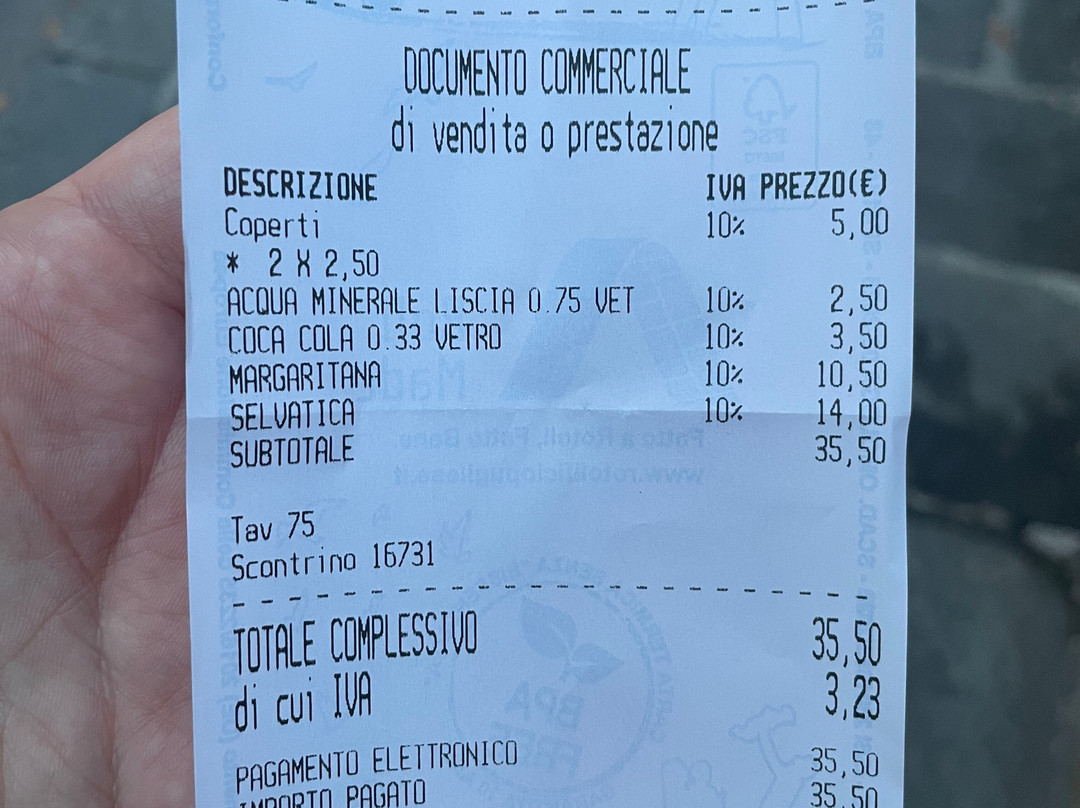 DOCUMENTO COMMERCIALE
di vendita o prestazione
DESCRIZIONE IVA PREZZO(€)
Coperti 10% 5,00
* 2 X 2,50
ACQUA MINERALE LISCIA 0.75 VET 10% 2,50
COCA COLA 0.33 VETRO 10% 3,50
MARGARITANA 10% 10,50
SELVATICA 10% 14,00
SUBTOTALE 35,50
Tav 75
Scontrino 16731
TOTALE COMPLESSIVO 35,50
di cui IVA 3,23
PAGAMENTO ELETTRONICO 35,50
IMPORTO PAGATO 35,50